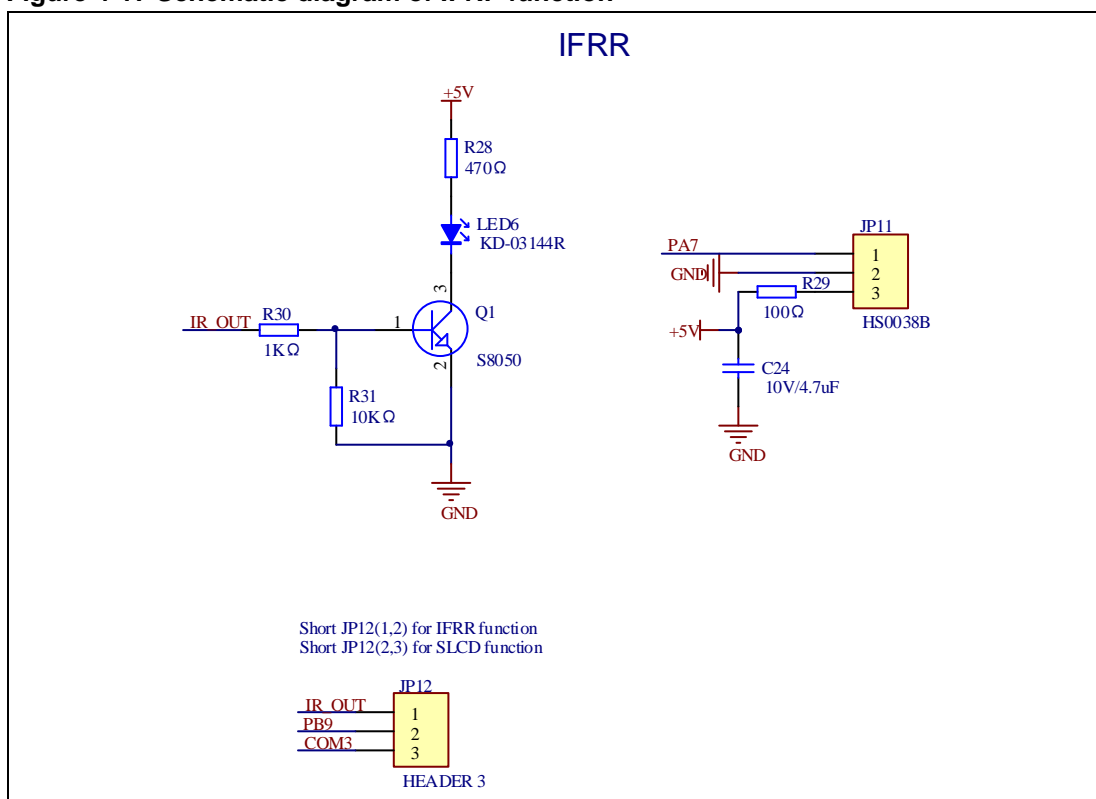 IFRR
+5V
R28
470Ω
LED6
KD-03144R
3
Q1
IR_OUT
R30
1
1KΩ
S8050
2
R31
10KΩ
GND
JP11
PA7
1
GND
2
R29
3
100Ω
HS0038B
+5V
C24
10V/4.7uF
GND
Short JP12(1,2) for IFRR function
Short JP12(2,3) for SLCD function
JP12
IR_OUT
1
PB9
2
COM3
3
HEADER 3